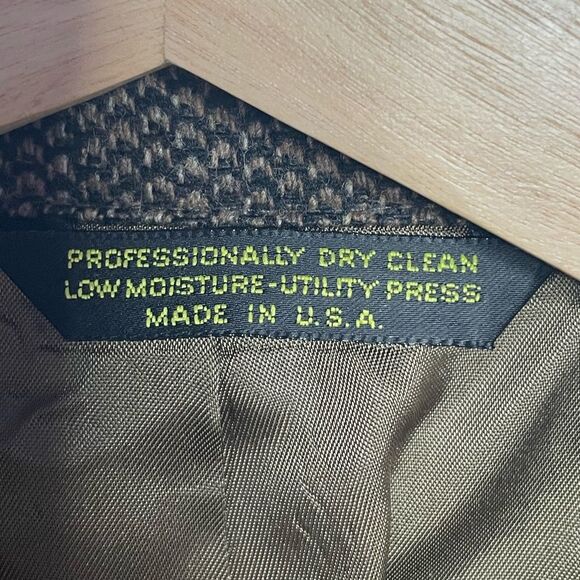 PROFESSIONALLY DRY CLEAN
LOW MOISTURE-UTILITY PRESS
MADE IN U.S.A.